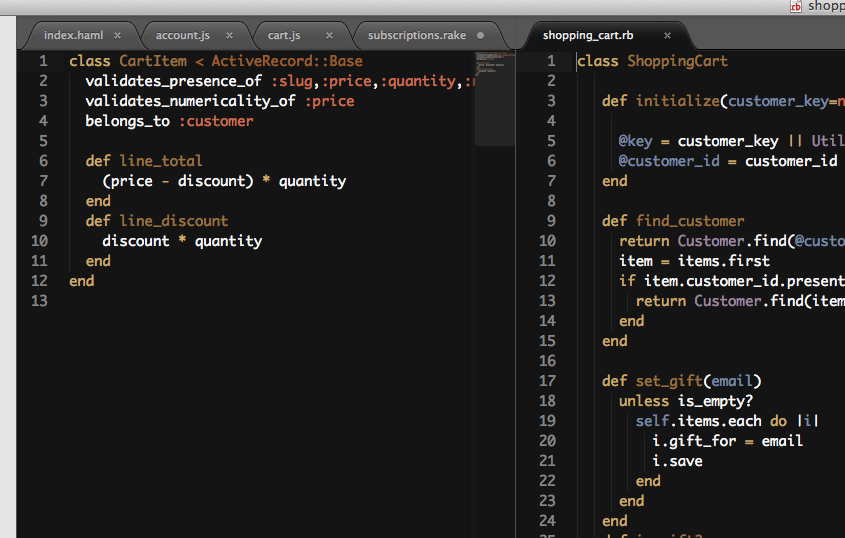 shopp
index.haml
account.js
cart.js
subscriptions.rake
shopping_cart.rb
1 class CartItem < ActiveRecord::Base
2 validates_presence_of :slug,:price,:quantity,:
3 validates_numericality_of :price
4 belongs_to :customer
5
6 def line_total
7 (price - discount) * quantity
8 end
9 def line_discount
10 discount * quantity
11 end
12 end
13
1 class ShoppingCart
2
3 def initialize(customer_key=n
4
5 @key = customer_key || Util
6 @customer_id = customer_id
7 end
8
9 def find_customer
10 return Customer.find(@custo
11 item = items.first
12 if item.customer_id.present
13 return Customer.find(item
14 end
15 end
16
17 def set_gift(email)
18 unless is_empty?
19 self.items.each do |i|
20 i.gift_for = email
21 i.save
22 end
23 end
24 end